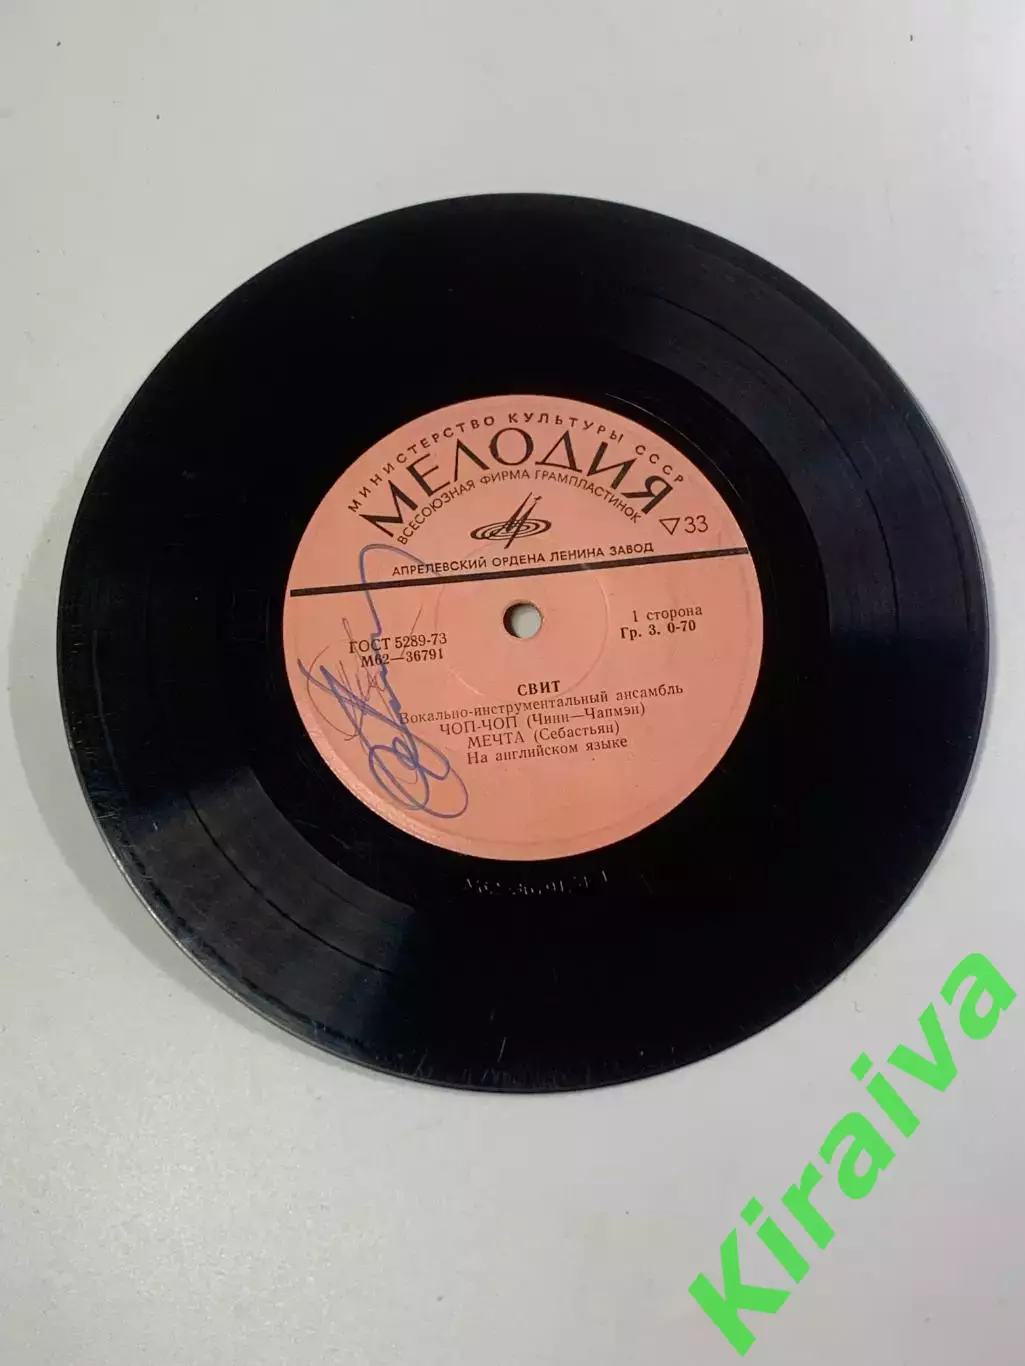 МИНИСТЕРСТВО КУЛЬТУРЫ СССР
МЕЛОДИЯ
ВСЕСОЮЗНАЯ ФИРМА ГРАМПЛАСТИНОК
▽33
АПРЕЛЕВСКИЙ ОРДЕНА ЛЕНИНА ЗАВОД
ГОСТ 5289-73
М62—36791
1 сторона
Гр. 3. 0-70
СВИТ
Вокально-инструментальный ансамбль
ЧОП-ЧОП (Чинн—Чапмэн)
МЕЧТА (Себастьян)
На английском языке
Kiraiva